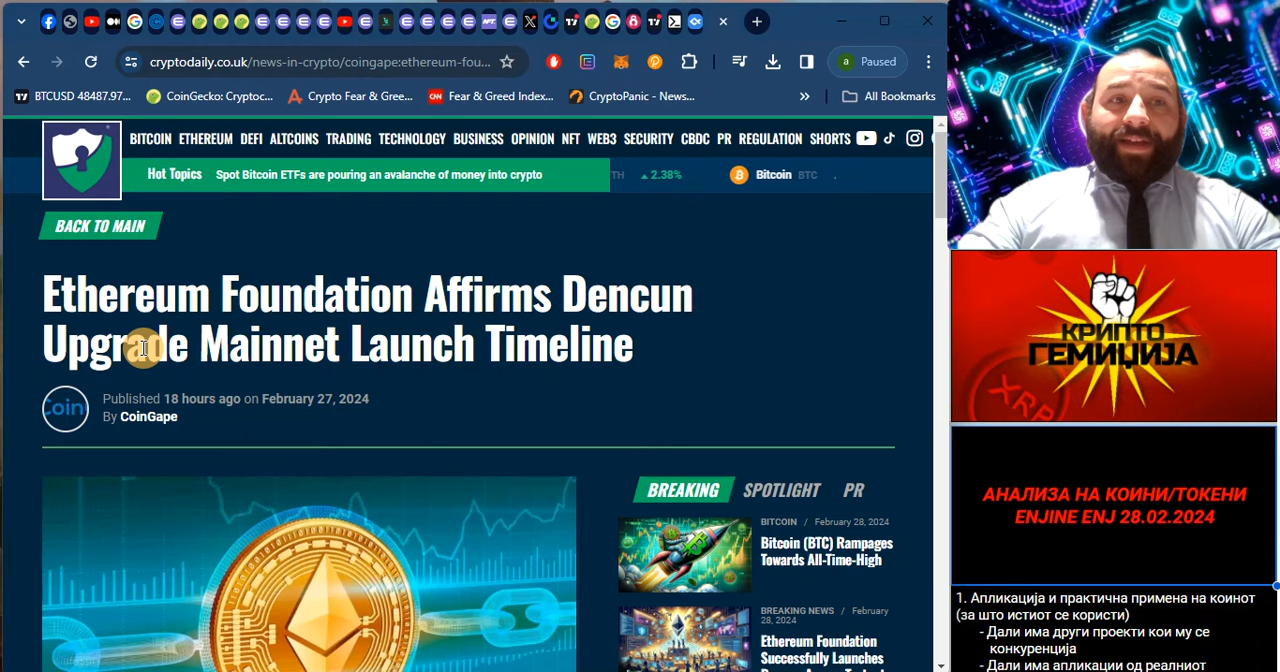 cryptodaily.co.uk/news-in-crypto/coingape:ethereum-fou...
a Paused
BTCUSD 48487.97...
CoinGecko: Cryptoc...
Crypto Fear & Gree...
Fear & Greed Index...
CryptoPanic - News...
»
All Bookmarks
BITCOIN ETHEREUM DEFI ALTCOINS TRADING TECHNOLOGY BUSINESS OPINION NFT WEB3 SECURITY CBDC PR REGULATION SHORTS
Hot Topics Spot Bitcoin ETFs are pouring an avalanche of money into crypto
TH 2.38% Bitcoin BTC
BACK TO MAIN
Ethereum Foundation Affirms Dencun
Upgrade Mainnet Launch Timeline
Coin
Published 18 hours ago on February 27, 2024
By CoinGape
BREAKING SPOTLIGHT PR
BITCOIN / February 28, 2024
Bitcoin (BTC) Rampages
Towards All-Time-High
BREAKING NEWS / February
28, 2024
Ethereum Foundation
Successfully Launches
КРИПТО
ГЕМИЏИЈА
XRP
АНАЛИЗА НА КОИНИ/ТОКЕНИ
ENJINE ENJ 28.02.2024
1. Апликација и практична примена на коинот
(за што истиот се користи)
- Дали има други проекти кои му се
конкуренција
- Дали има апликации од реалниот